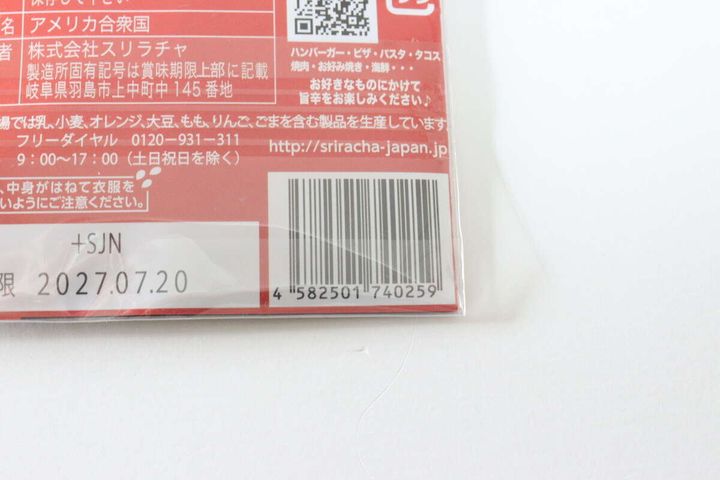 保存して下さい
名 アメリカ合衆国
者 株式会社スリラチャ
製造所固有記号は賞味期限上部に記載
岐阜県羽島市上中町中145番地
ハンバーガー・ピザ・パスタ・タコス
焼肉・お好み焼き・海鮮・・・
お好きなものにかけて
旨辛をお楽しみください♪
場では乳、小麦、オレンジ、大豆、もも、りんご、ごまを含む製品を生産しています。
フリーダイヤル 0120-931-311
9:00〜17:00(土日祝日を除く)
http://sriracha-japan.jp
、中身がはねて衣服を
いようにご注意ください。
+SJN
限 2027.07.20
4 582501 740259